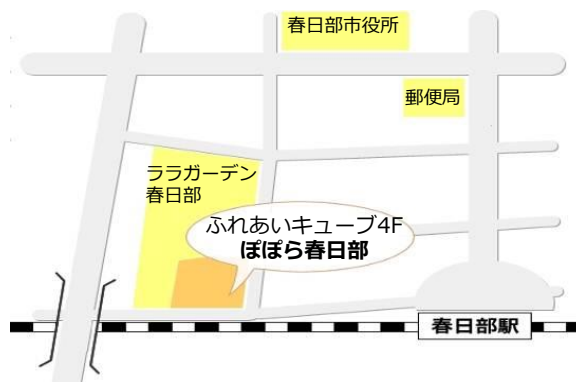 春日部市役所
郵便局
ララガーデン
春日部
ふれあいキューブ4F
ぽぽら春日部
春日部駅